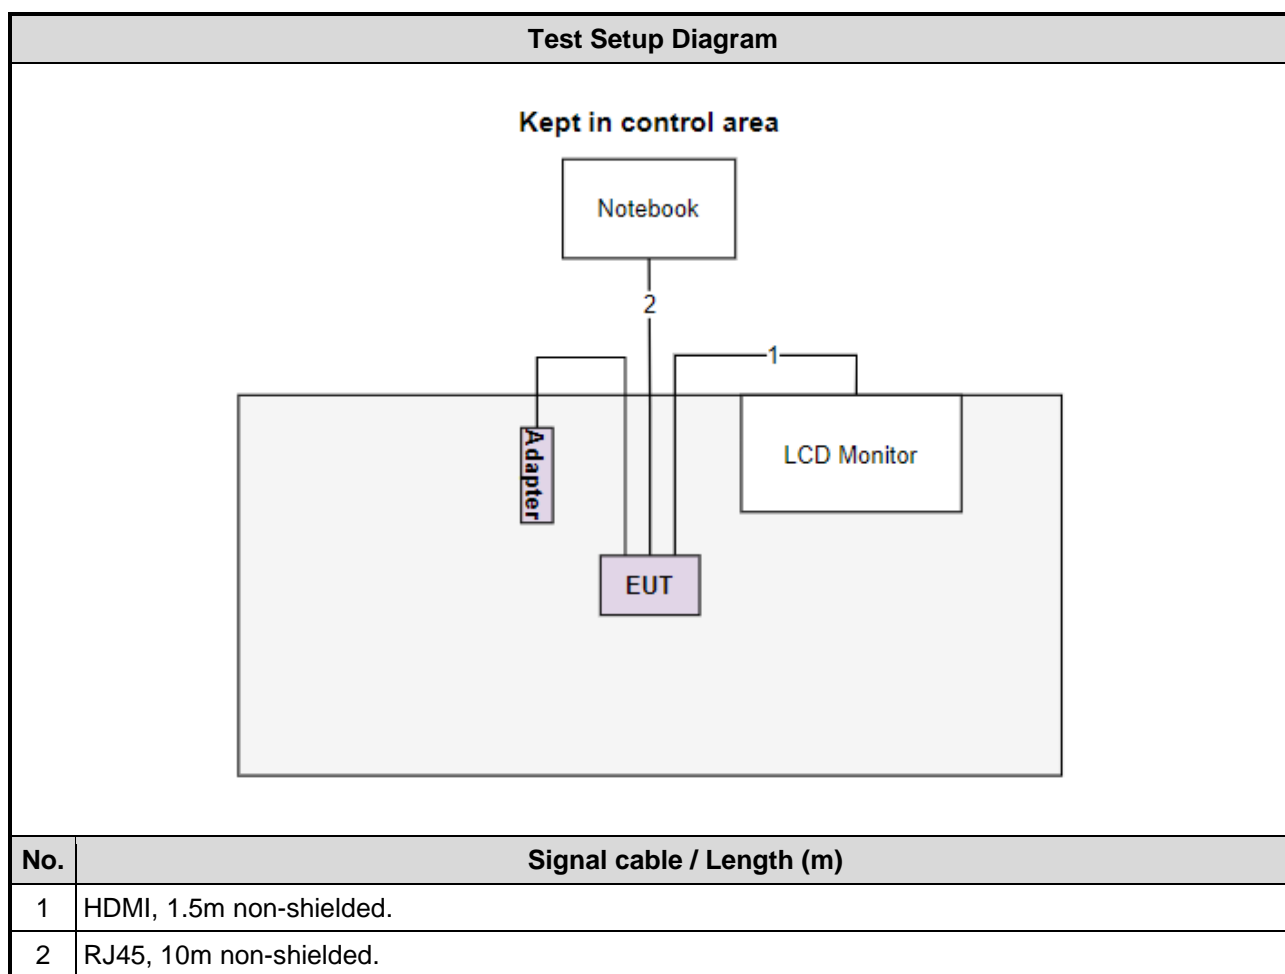 Test Setup Diagram
Kept in control area
Notebook
2
1
Adapter
LCD Monitor
EUT
No. Signal cable / Length (m)
1 HDMI, 1.5m non-shielded.
2 RJ45, 10m non-shielded.